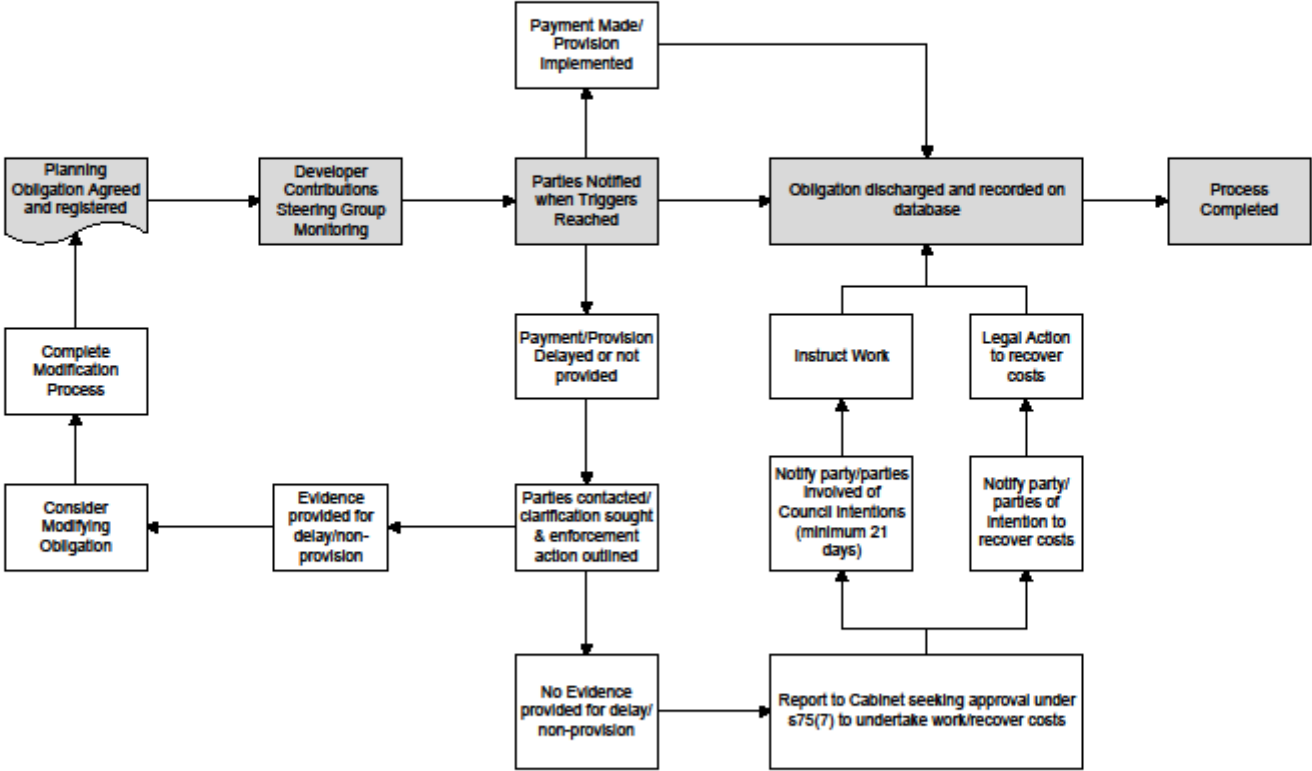 Payment Made/
Provision
Implemented
Planning
Obligation Agreed
and registered
Developer
Contributions
Steering Group
Monitoring
Parties Notified
when Triggers
Reached
Obligation discharged and recorded on
database
Process
Completed
Complete
Modification
Process
Payment/Provision
Delayed or not
provided
Instruct Work
Legal Action
to recover
costs
Consider
Modifying
Obligation
Evidence
provided for
delay/non-
provision
Parties contacted/
clarification sought
& enforcement
action outlined
Notify party/parties
involved of
Council Intentions
(minimum 21
days)
Notify party/
parties of
intention to
recover costs
No Evidence
provided for delay/
non-provision
Report to Cabinet seeking approval under
s75(7) to undertake work/recover costs